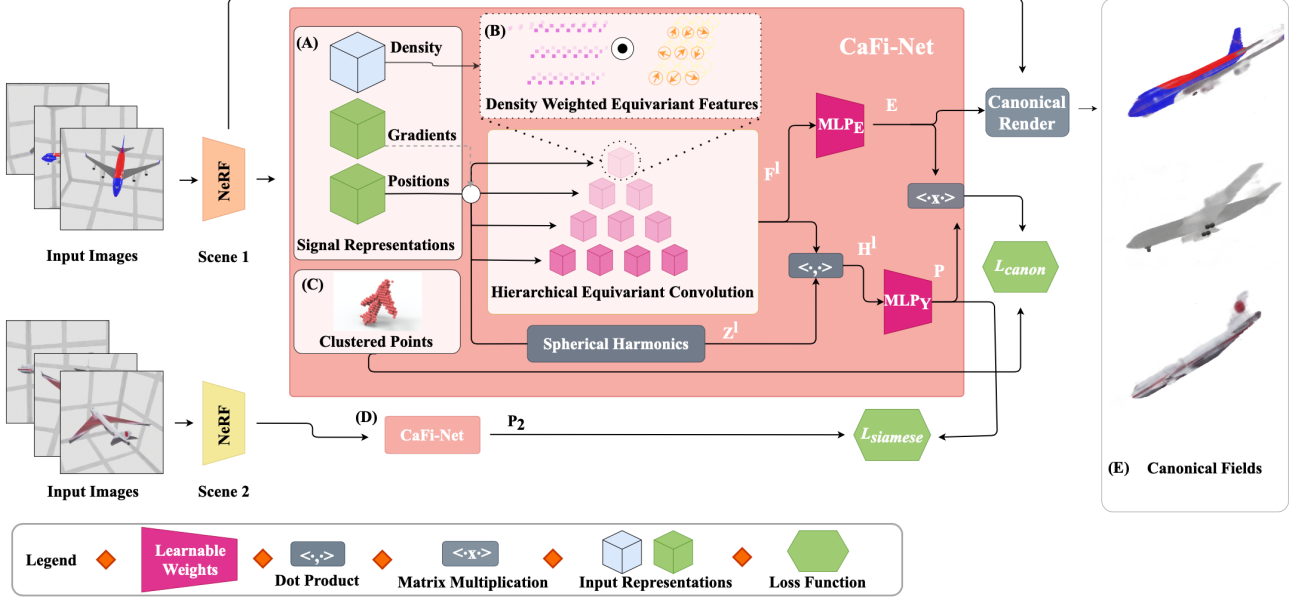 CaFi-Net
(A)
Density
Gradients
Positions
Signal Representations
(B)
Density Weighted Equivariant Features
Hierarchical Equivariant Convolution
(C)
Clustered Points
Spherical Harmonics
Z^l
F^l
MLP_E
E
<·,·>
H^l
MLP_Y
P
<·x·>
Canonical
Render
L_canon
Input Images
NeRF
Scene 1
Input Images
NeRF
Scene 2
(D)
CaFi-Net
P_2
L_siamese
(E) Canonical Fields
Legend
Learnable
Weights
<·,·>
Dot Product
<·x·>
Matrix Multiplication
Input Representations
Loss Function